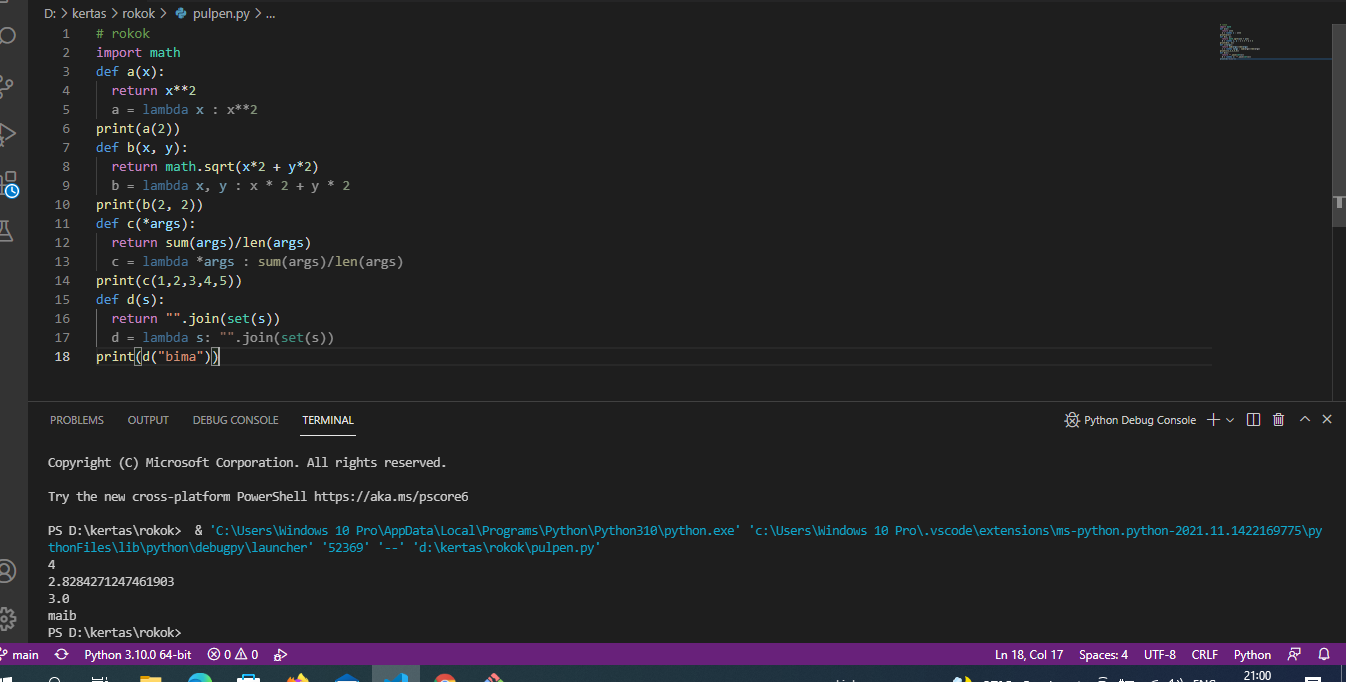 D: > kertas > rokok > pulpen.py > ...
1 # rokok
2 import math
3 def a(x):
4 return x**2
5 a = lambda x : x**2
6 print(a(2))
7 def b(x, y):
8 return math.sqrt(x*2 + y*2)
9 b = lambda x, y : x * 2 + y * 2
10 print(b(2, 2))
11 def c(*args):
12 return sum(args)/len(args)
13 c = lambda *args : sum(args)/len(args)
14 print(c(1,2,3,4,5))
15 def d(s):
16 return "".join(set(s))
17 d = lambda s: "".join(set(s))
18 print(d("bima"))
PROBLEMS OUTPUT DEBUG CONSOLE TERMINAL Python Debug Console
Copyright (C) Microsoft Corporation. All rights reserved.
Try the new cross-platform PowerShell https://aka.ms/pscore6
PS D:\kertas\rokok> & 'C:\Users\Windows 10 Pro\AppData\Local\Programs\Python\Python310\python.exe' 'c:\Users\Windows 10 Pro\.vscode\extensions\ms-python.python-2021.11.1422169775\py
thonFiles\lib\python\debugpy\launcher' '52369' '--' 'd:\kertas\rokok\pulpen.py'
4
2.8284271247461903
3.0
maib
PS D:\kertas\rokok>
main Python 3.10.0 64-bit 0 0 Ln 18, Col 17 Spaces: 4 UTF-8 CRLF Python
21:00